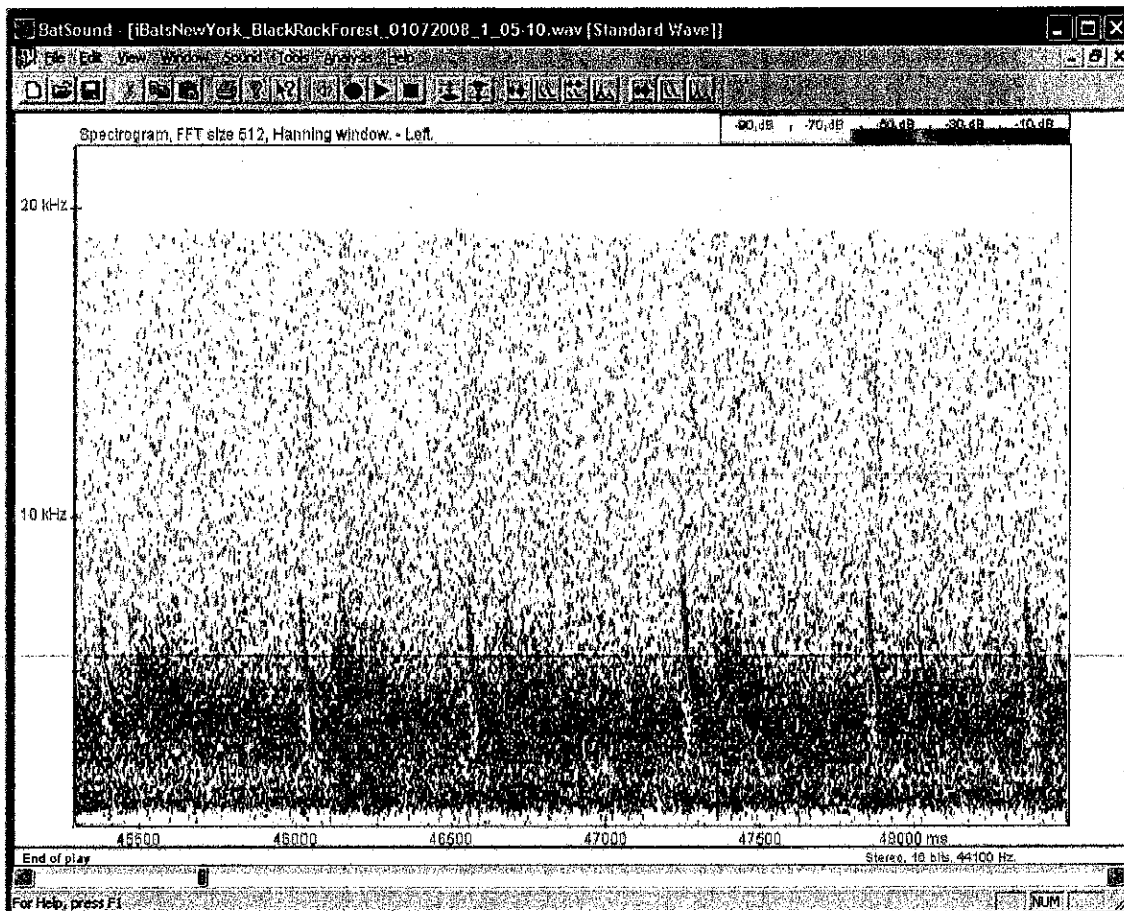 BatSound - [iBatsNewYork_BlackRockForest_01072008_1_05-10.wav [Standard Wave]]
File Edit View Window Sound Tools Analysis Help
Spectrogram, FFT size 512, Hanning window. - Left.
-90 dB -70 dB -50 dB -30 dB -10 dB
20 kHz
10 kHz
45500 46000 46500 47000 47500 48000 ms
End of play Stereo, 16 bits, 44100 Hz.
For Help, press F1 NUM